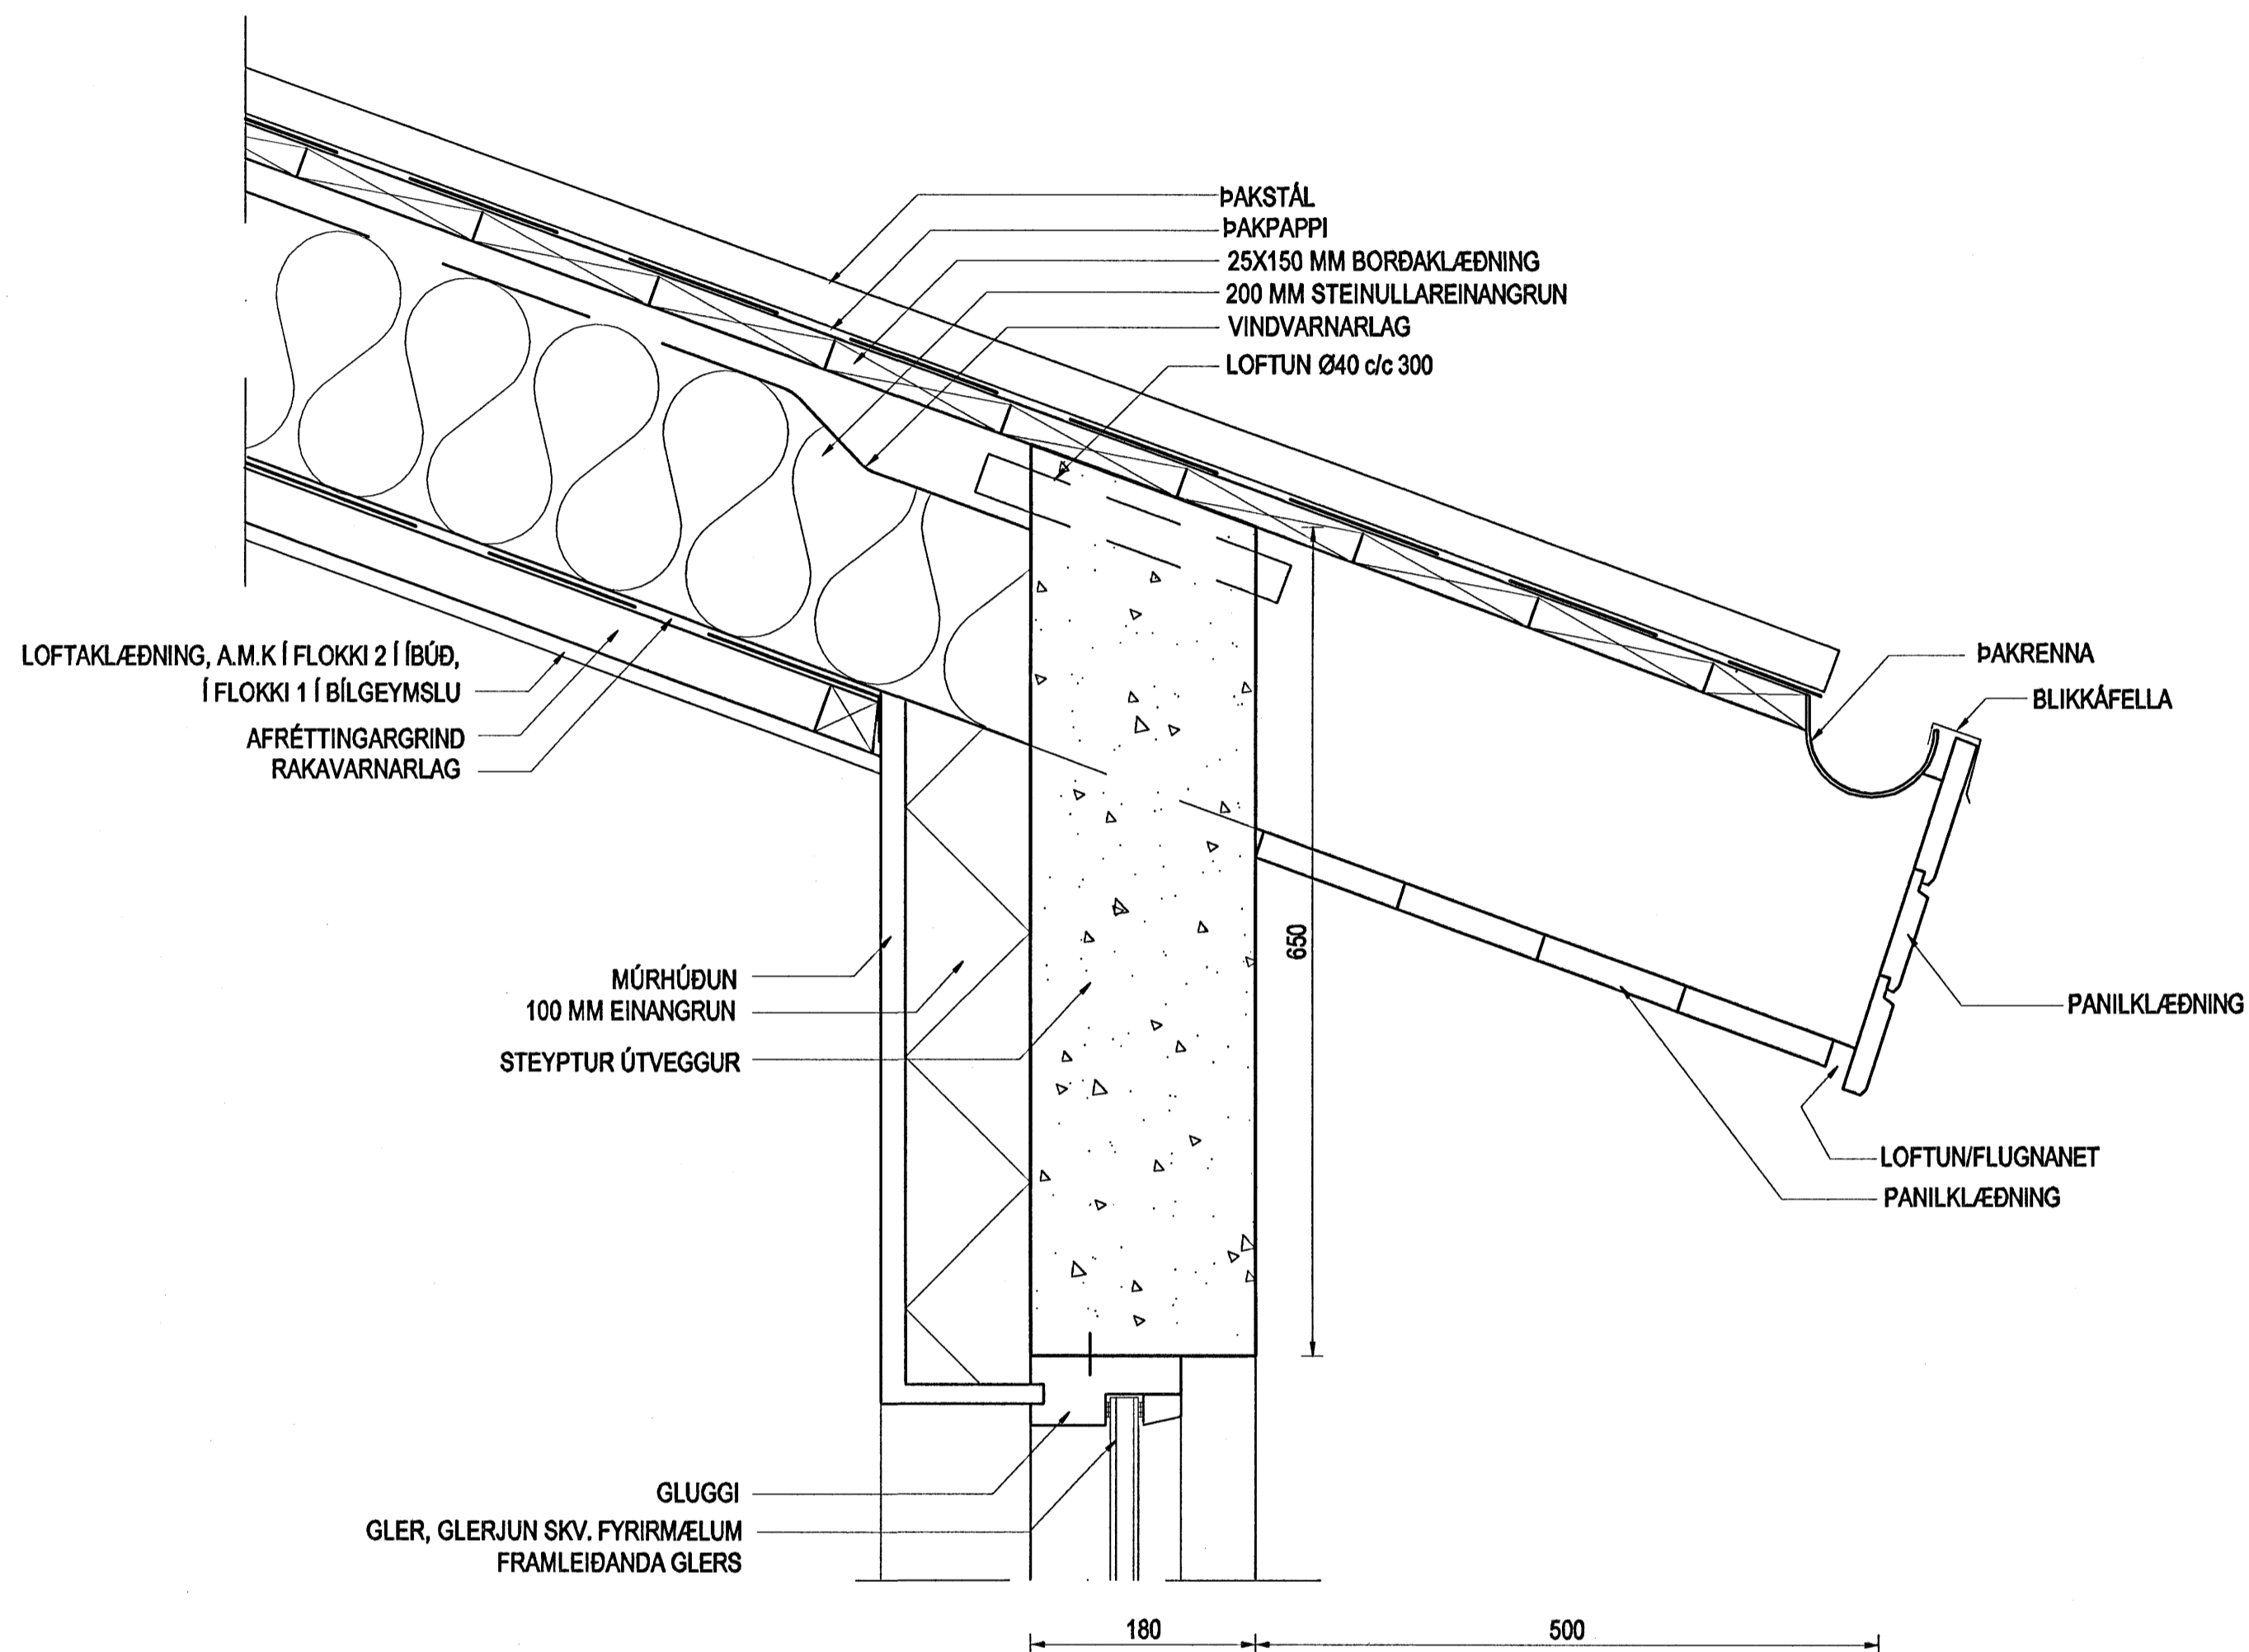 ÞAKSTÁL
ÞAKPAPPI
25X150 MM BORÐAKLÆÐNING
200 MM STEINULLAREINANGRUN
VINDVARNARLAG
LOFTUN Ø40 c/c 300
LOFTAKLÆÐNING, A.M.K Í FLOKKI 2 Í ÍBÚÐ,
Í FLOKKI 1 Í BÍLGEYMSLU
AFRÉTTINGARGRIND
RAKAVARNARLAG
ÞAKRENNA
BLIKKÁFELLA
650
MÚRHÚÐUN
100 MM EINANGRUN
STEYPTUR ÚTVEGGUR
PANILKLÆÐNING
LOFTUN/FLUGNANET
PANILKLÆÐNING
GLUGGI
GLER, GLERJUN SKV. FYRIRMÆLUM
FRAMLEIÐANDA GLERS
180
500